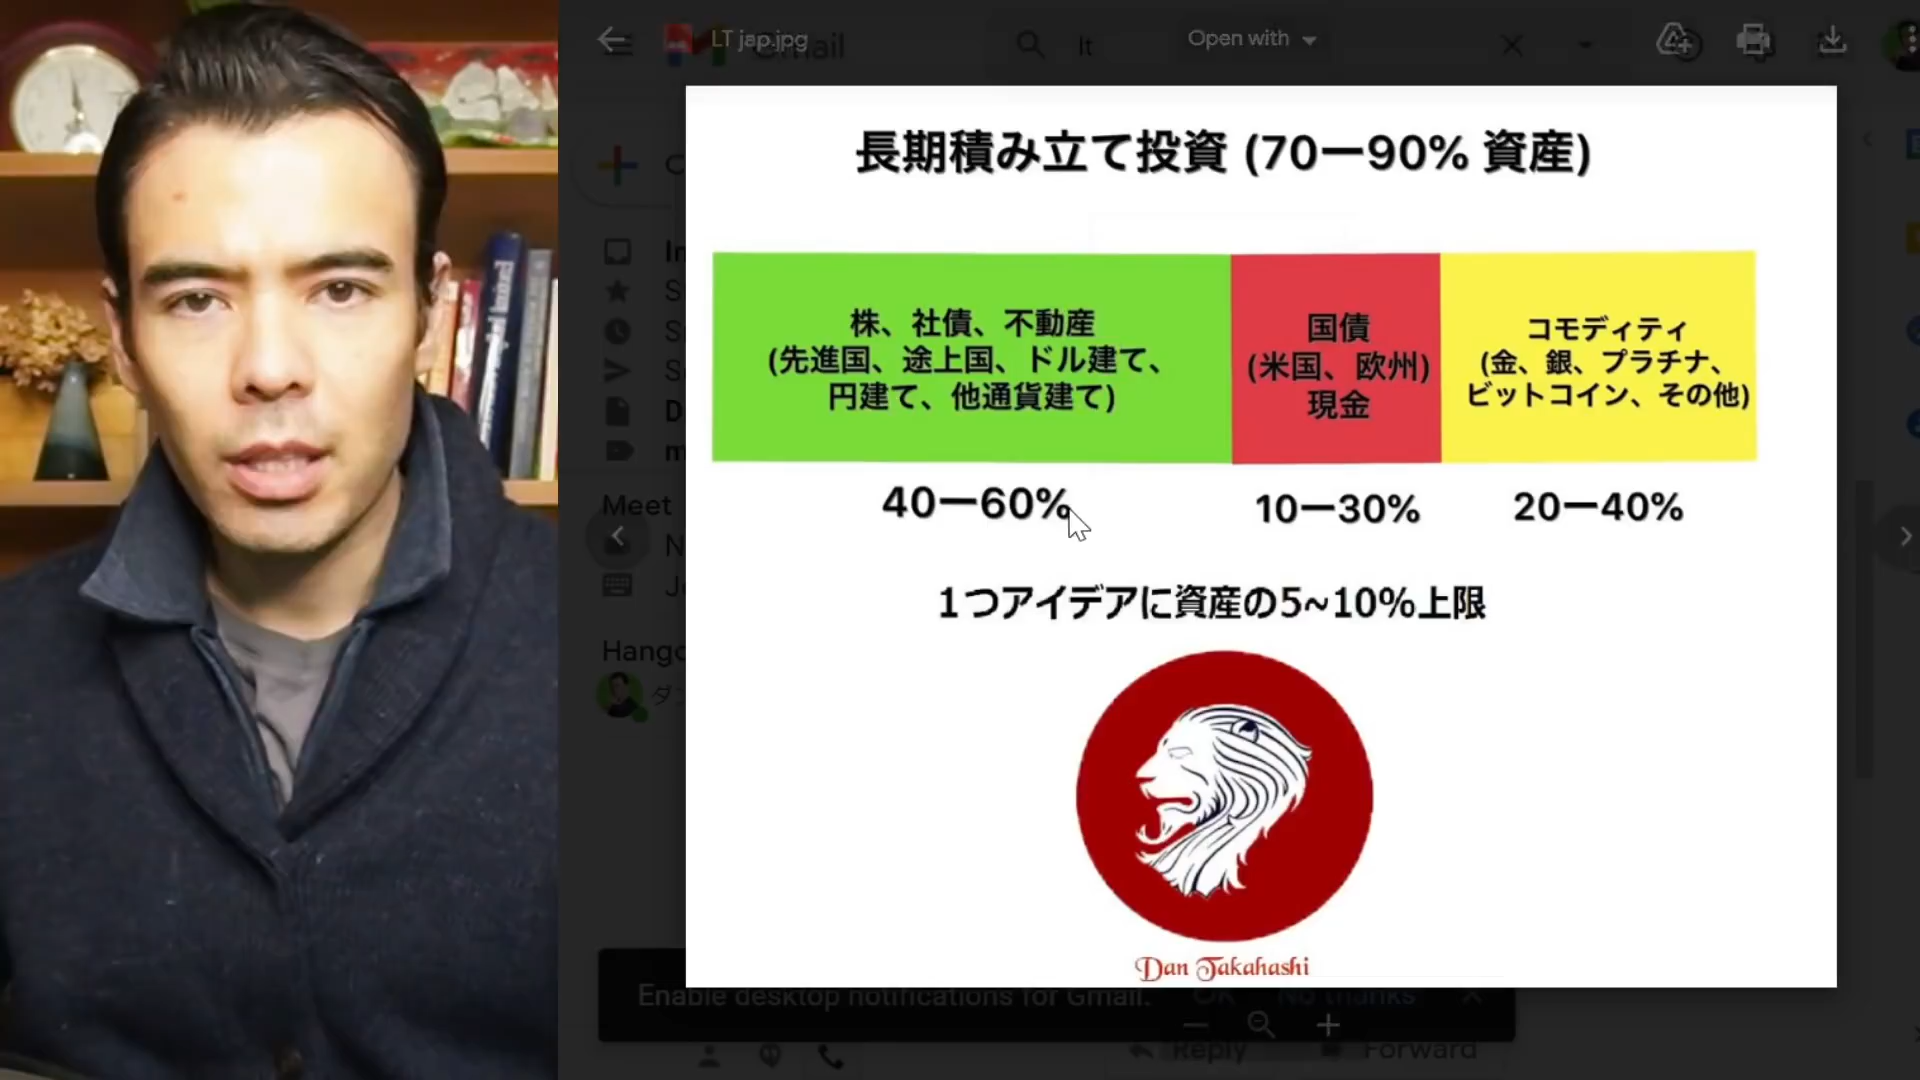 LT jap.jpg
Gmail
lt
Open with
長期積み立て投資 (70ー90% 資産)
株、社債、不動産
(先進国、途上国、ドル建て、
円建て、他通貨建て)
国債
(米国、欧州)
現金
コモディティ
(金、銀、プラチナ、
ビットコイン、その他)
40ー60%
10ー30%
20ー40%
1つアイデアに資産の5~10%上限
Dan Takahashi
Meet
Enable desktop notifications for Gmail.
OK
No thanks
Reply
Forward